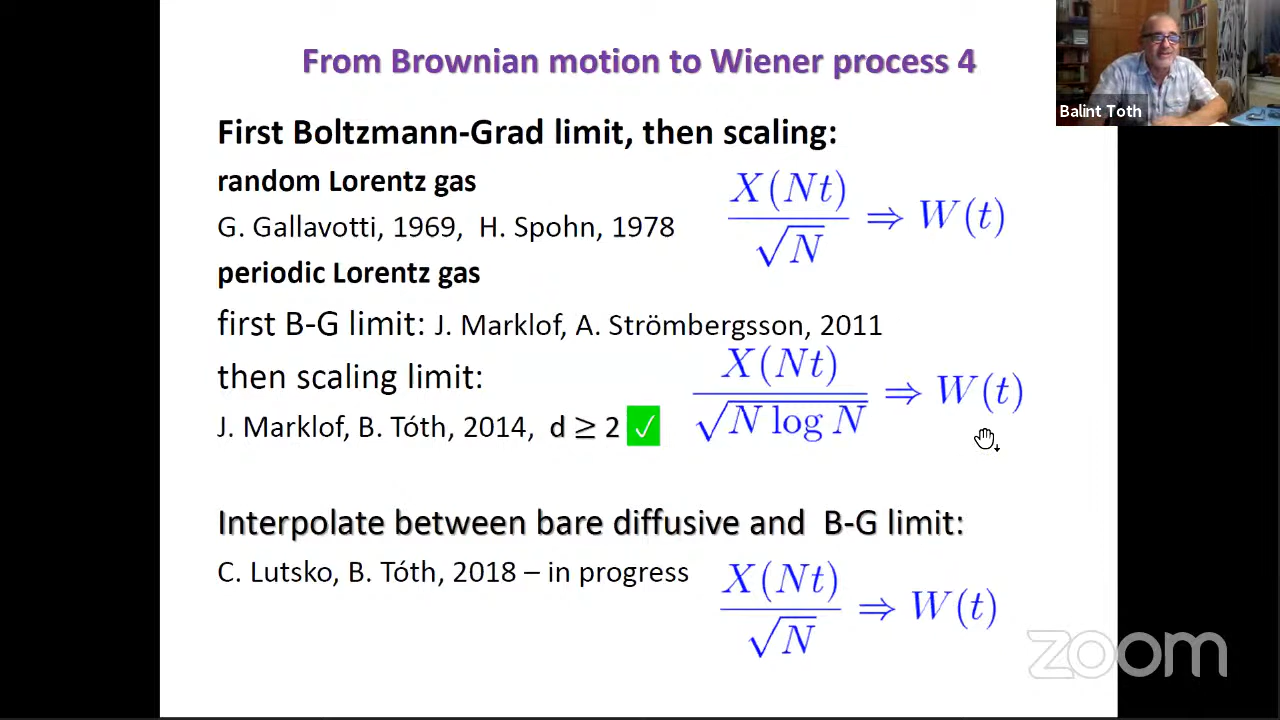 From Brownian motion to Wiener process 4
Balint Toth
First Boltzmann-Grad limit, then scaling:
random Lorentz gas
G. Gallavotti, 1969, H. Spohn, 1978
X(Nt)
√N
⇒ W(t)
periodic Lorentz gas
first B-G limit: J. Marklof, A. Strömbergsson, 2011
then scaling limit:
X(Nt)
√N log N
⇒ W(t)
J. Marklof, B. Tóth, 2014, d ≥ 2 ✓
Interpolate between bare diffusive and B-G limit:
C. Lutsko, B. Tóth, 2018 – in progress
X(Nt)
√N
⇒ W(t)
zoom